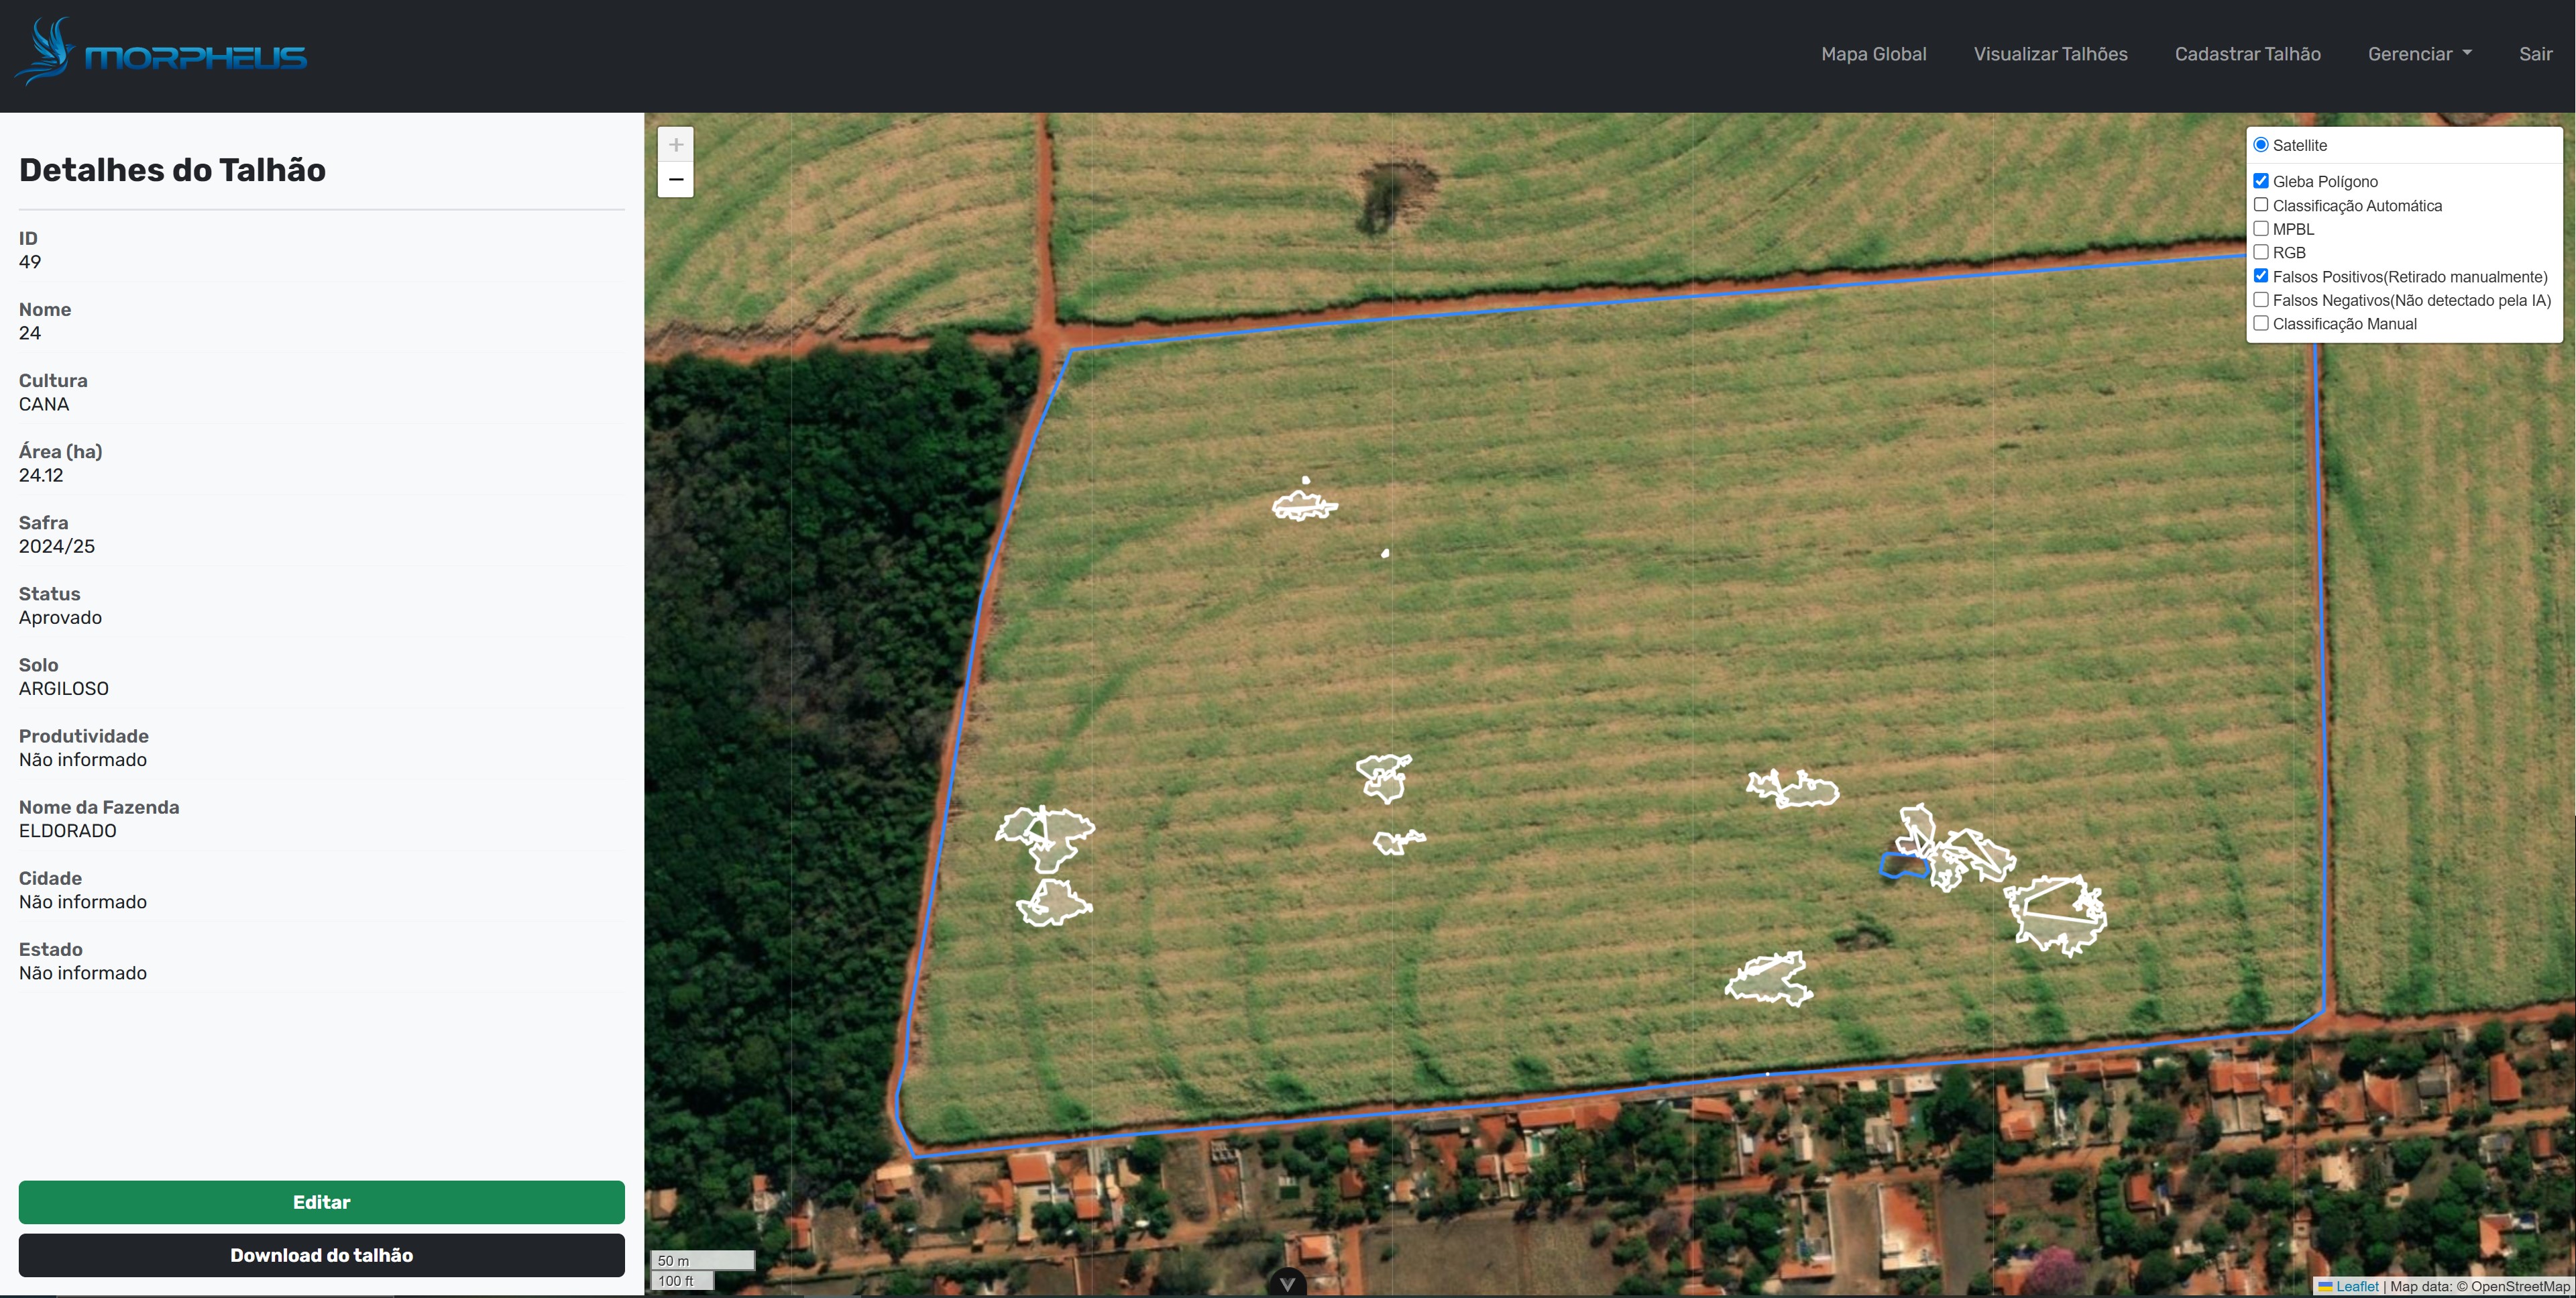 MORPHEUS
Mapa Global
Visualizar Talhões
Cadastrar Talhão
Gerenciar
Sair
Detalhes do Talhão
ID
49
Nome
24
Cultura
CANA
Área (ha)
24.12
Safra
2024/25
Status
Aprovado
Solo
ARGILOSO
Produtividade
Não informado
Nome da Fazenda
ELDORADO
Cidade
Não informado
Estado
Não informado
Editar
Download do talhão
+
−
Satellite
Gleba Polígono
Classificação Automática
MPBL
RGB
Falsos Positivos(Retirado manualmente)
Falsos Negativos(Não detectado pela IA)
Classificação Manual
50 m
100 ft
Leaflet | Map data: © OpenStreetMap